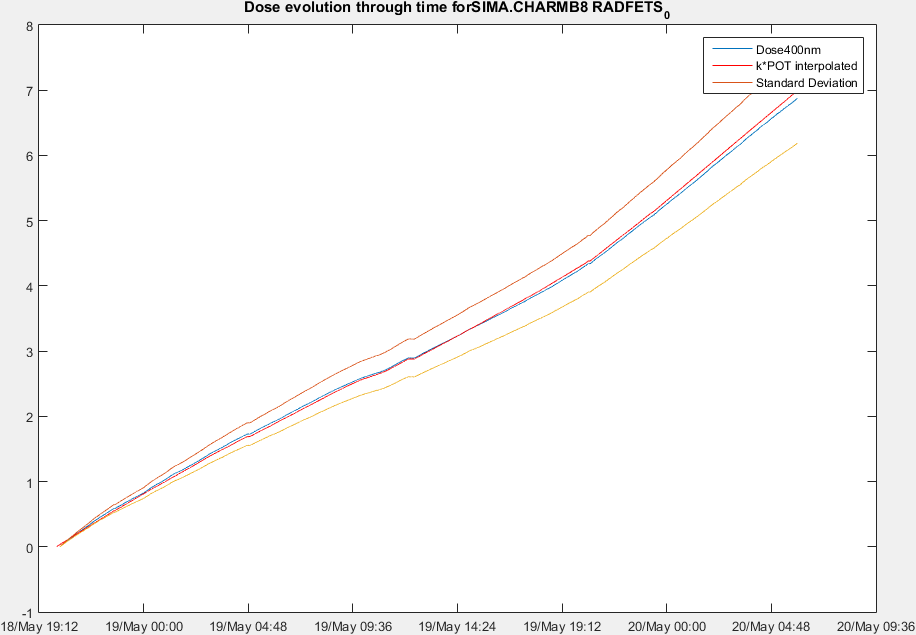 Dose evolution through time forSIMA.CHARMB8 RADFETS0
8
Dose400nm
k*POT interpolated
Standard Deviation
7
6
5
4
3
2
1
0
-1
18/May 19:12 19/May 00:00 19/May 04:48 19/May 09:36 19/May 14:24 19/May 19:12 20/May 00:00 20/May 04:48 20/May 09:36